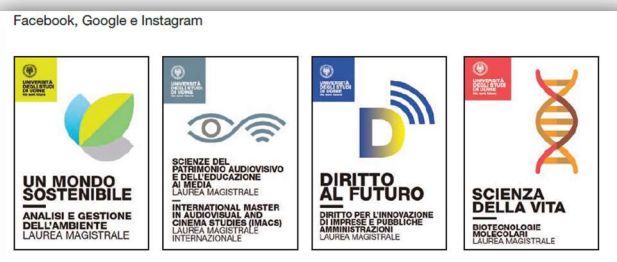 Facebook, Google e Instagram
UNIVERSITÀ
DEGLI STUDI
DI UDINE
UN MONDO
SOSTENIBILE
ANALISI E GESTIONE
DELL'AMBIENTE
LAUREA MAGISTRALE
UNIVERSITÀ
DEGLI STUDI
DI UDINE
SCIENZE DEL
PATRIMONIO AUDIOVISIVO
E DELL'EDUCAZIONE
AI MEDIA
LAUREA MAGISTRALE
INTERNATIONAL MASTER
IN AUDIOVISUAL AND
CINEMA STUDIES (IMACS)
LAUREA MAGISTRALE
INTERNAZIONALE
UNIVERSITÀ
DEGLI STUDI
DI UDINE
D
DIRITTO
AL FUTURO
DIRITTO PER L'INNOVAZIONE
DI IMPRESE E PUBBLICHE
AMMINISTRAZIONI
LAUREA MAGISTRALE
UNIVERSITÀ
DEGLI STUDI
DI UDINE
SCIENZA
DELLA VITA
BIOTECNOLOGIE
MOLECOLARI
LAUREA MAGISTRALE